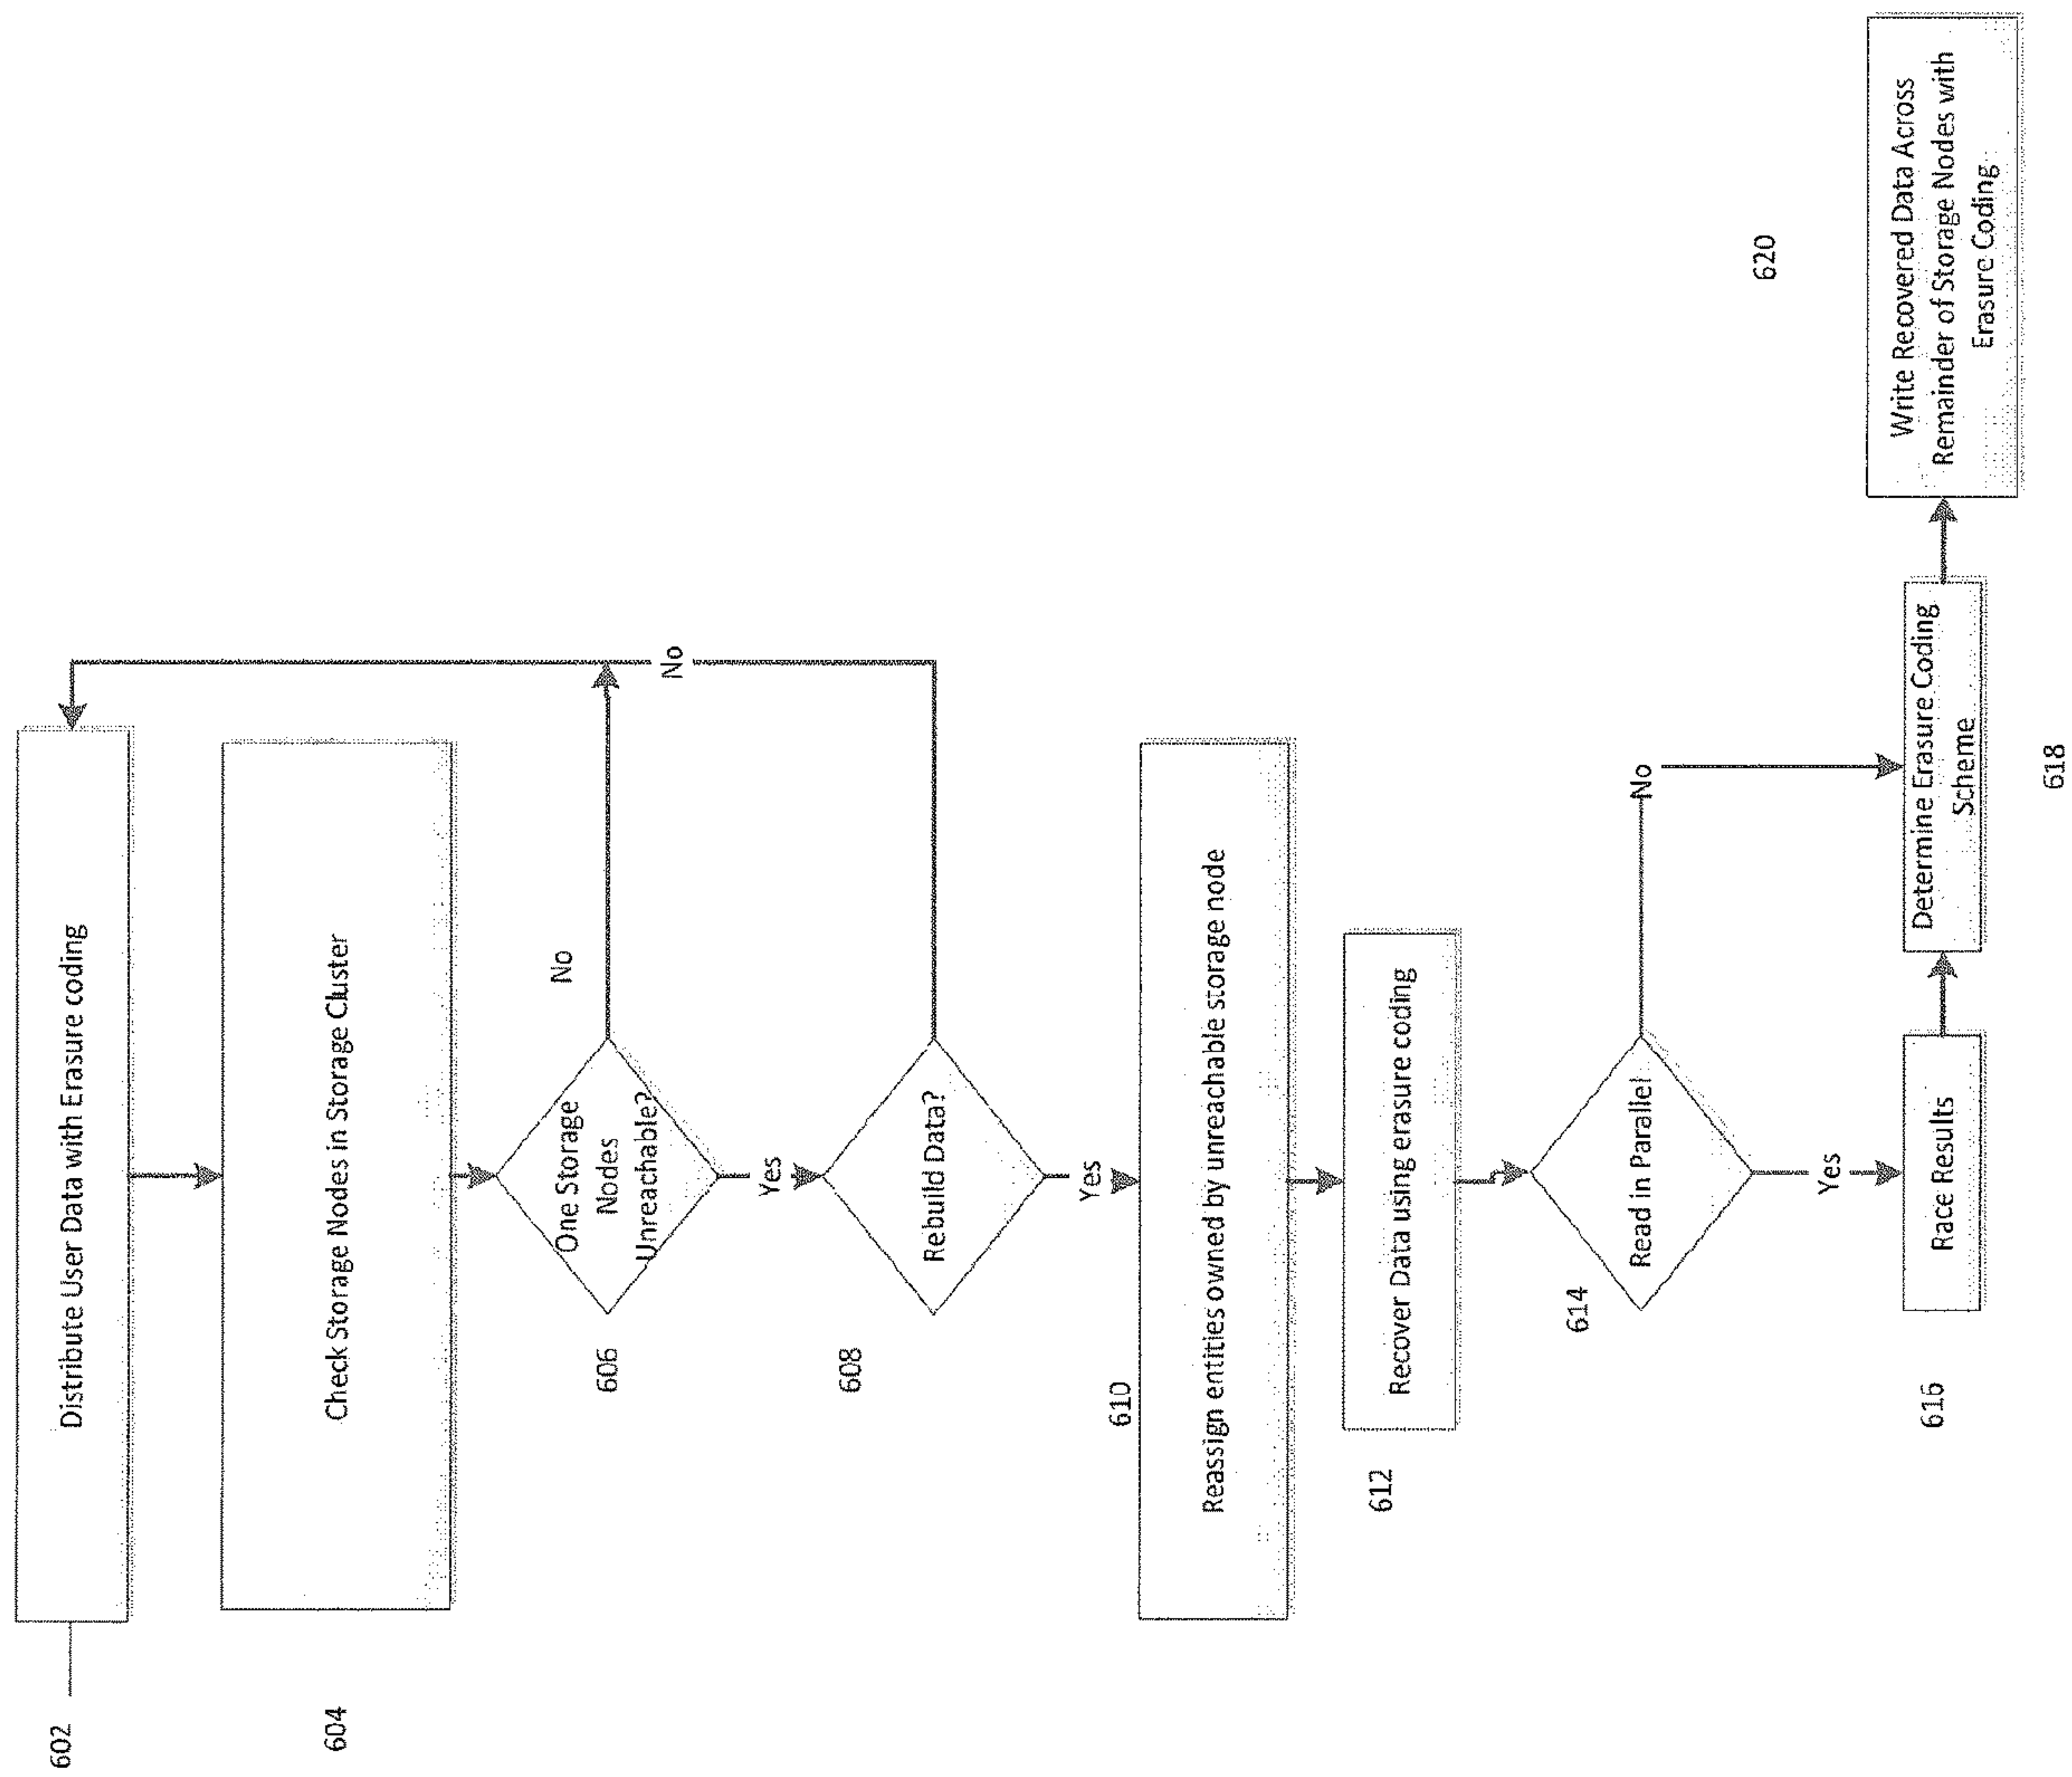 602
Distribute User Data with Erasure coding
604
Check Storage Nodes in Storage Cluster
606
One Storage
Nodes
Unreachable?
No
Yes
608
Rebuild Data?
No
Yes
610
Reassign entities owned by unreachable storage node
612
Recover Data using erasure coding
614
Read in Parallel
No
Yes
616
Race Results
Determine Erasure Coding
Scheme
618
620
Write Recovered Data Across
Remainder of Storage Nodes with
Erasure Coding